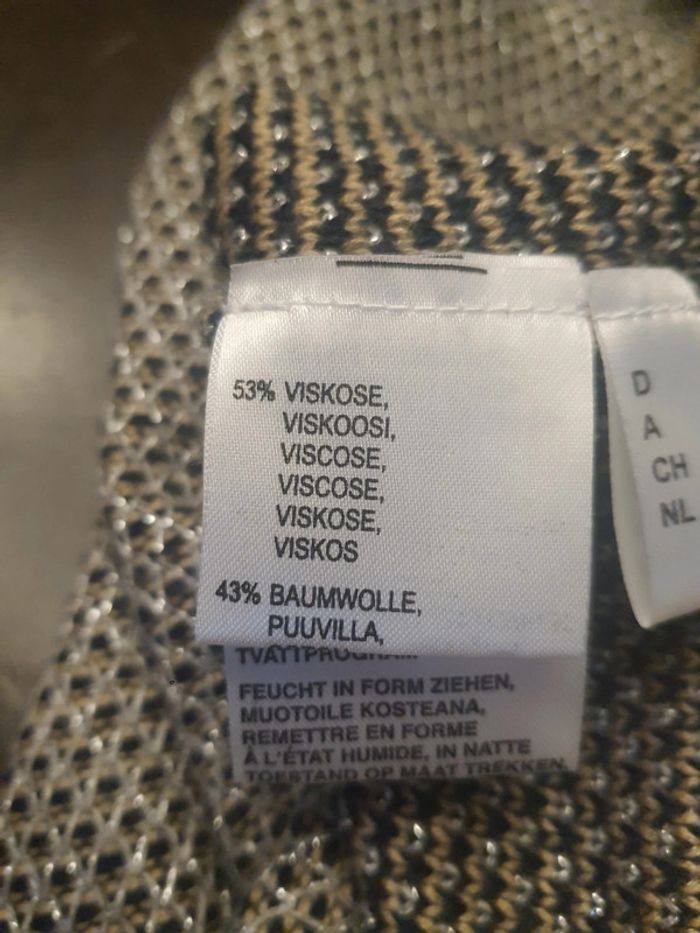 53% VISKOSE,
VISKOOSI,
VISCOSE,
VISCOSE,
VISKOSE,
VISKOS
43% BAUMWOLLE,
PUUVILLA,
FEUCHT IN FORM ZIEHEN,
MUOTOILE KOSTEANA,
REMETTRE EN FORME
À L'ÉTAT HUMIDE, IN NATTE
TOESTAND OP MAAT TREKKEN,
D
A
CH
NL